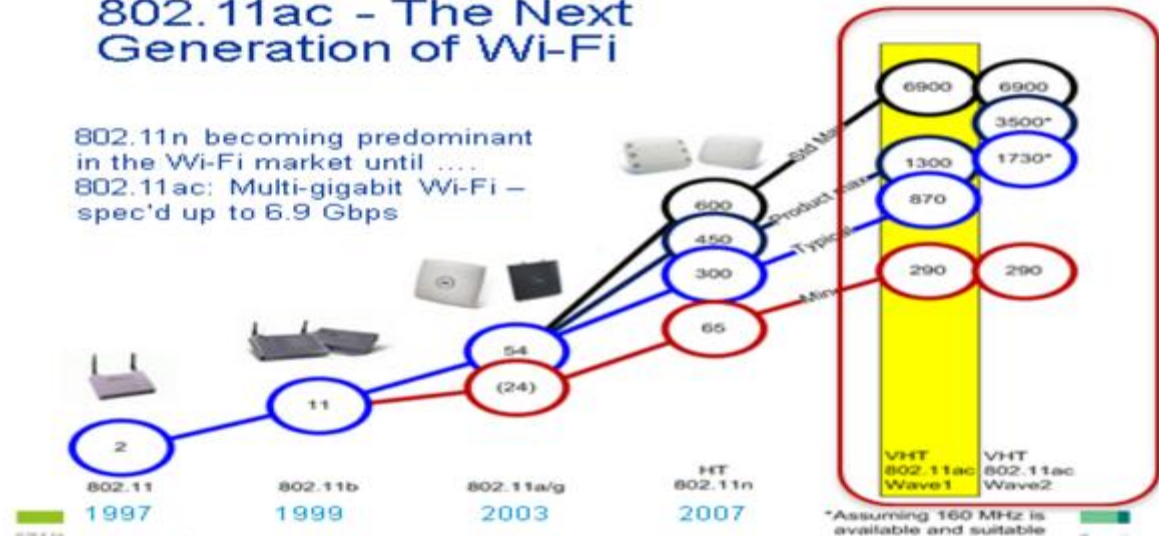 802.11ac - The Next
Generation of Wi-Fi
802.11n becoming predominant
in the Wi-Fi market until ....
802.11ac: Multi-gigabit Wi-Fi –
spec'd up to 6.9 Gbps
6900
6900
3500*
1300
1730*
870
290
290
Std Max
Product max
Typical
Min
600
450
300
65
54
(24)
11
2
802.11
1997
802.11b
1999
802.11a/g
2003
HT
802.11n
2007
VHT
802.11ac
Wave1
VHT
802.11ac
Wave2
*Assuming 160 MHz is
available and suitable